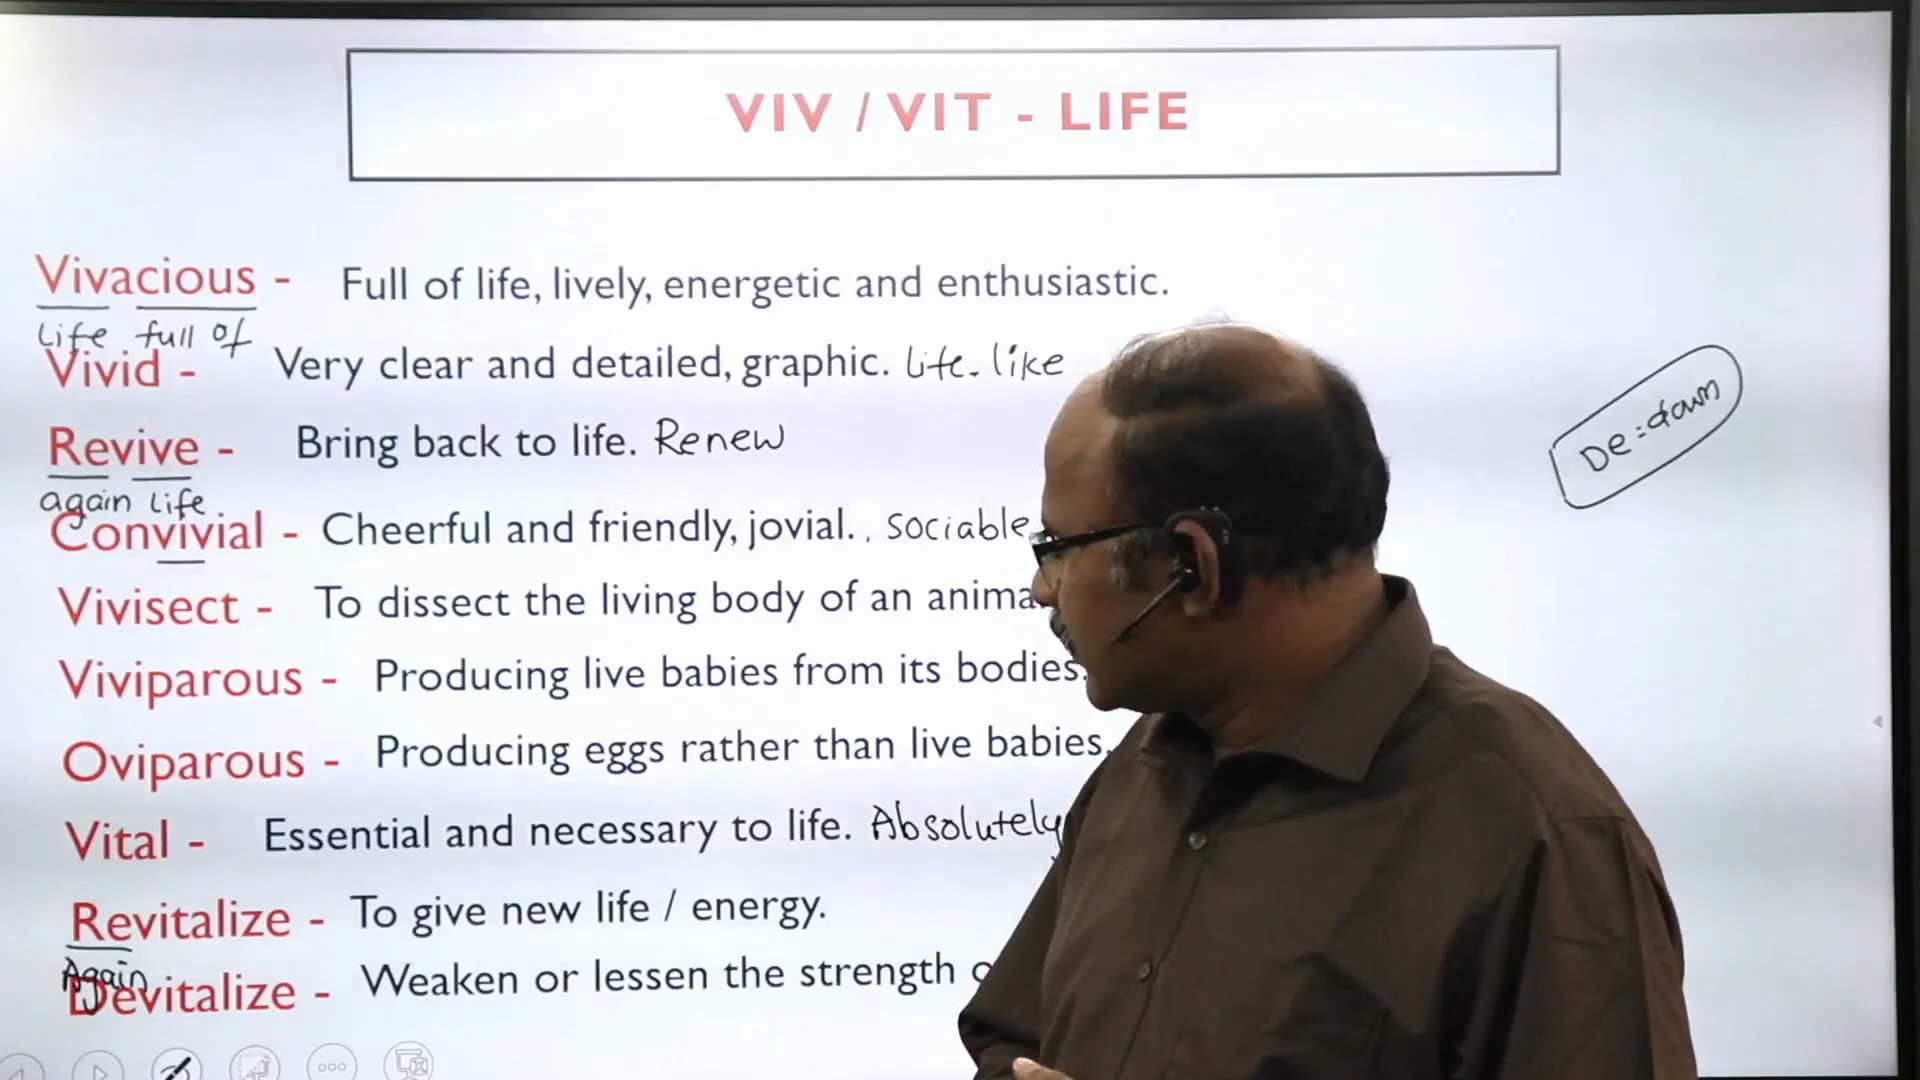 VIV / VIT - LIFE
Vivacious - Full of life, lively, energetic and enthusiastic.
Life full of
Vivid - Very clear and detailed, graphic. Life-like
De = down
Revive - Bring back to life. Renew
again Life
Convivial - Cheerful and friendly, jovial., Sociable
Vivisect - To dissect the living body of an
Viviparous - Producing live babies from its bodies.
Oviparous - Producing eggs rather than live babies.
Vital - Essential and necessary to life. Absolutely
Revitalize - To give new life / energy.
Again
Devitalize - Weaken or lessen the strength